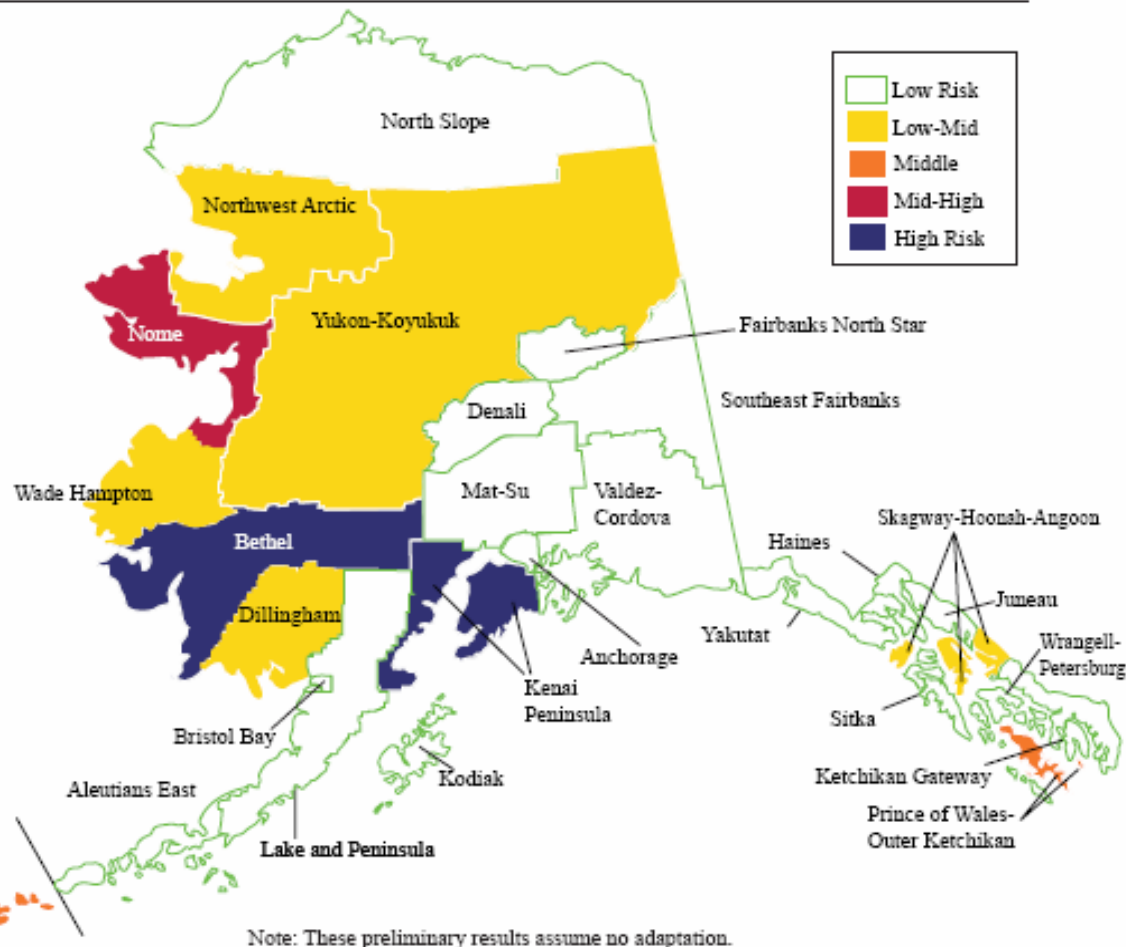 Low Risk
Low-Mid
Middle
Mid-High
High Risk
North Slope
Northwest Arctic
Nome
Yukon-Koyukuk
Fairbanks North Star
Southeast Fairbanks
Denali
Wade Hampton
Mat-Su
Valdez-
Cordova
Skagway-Hoonah-Angoon
Bethel
Haines
Juneau
Dillingham
Yakutat
Wrangell-
Petersburg
Anchorage
Kenai
Peninsula
Sitka
Bristol Bay
Kodiak
Ketchikan Gateway
Aleutians East
Prince of Wales-
Outer Ketchikan
Lake and Peninsula
Note: These preliminary results assume no adaptation.